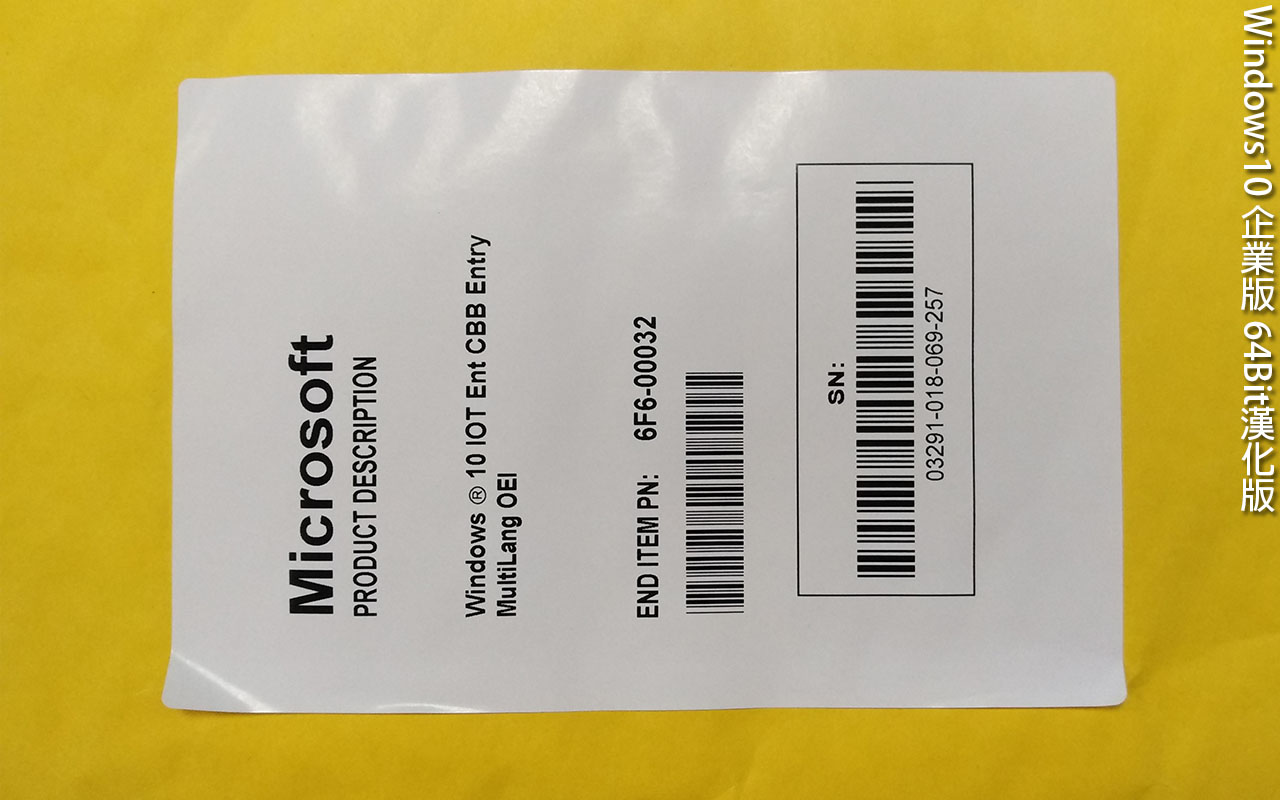 Microsoft
PRODUCT DESCRIPTION
Windows ® 10 IOT Ent CBB Entry
MultiLang OEI
END ITEM PN: 6F6-00032
SN:
03291-018-069-257
Windows10 企業版 64Bit漢化版